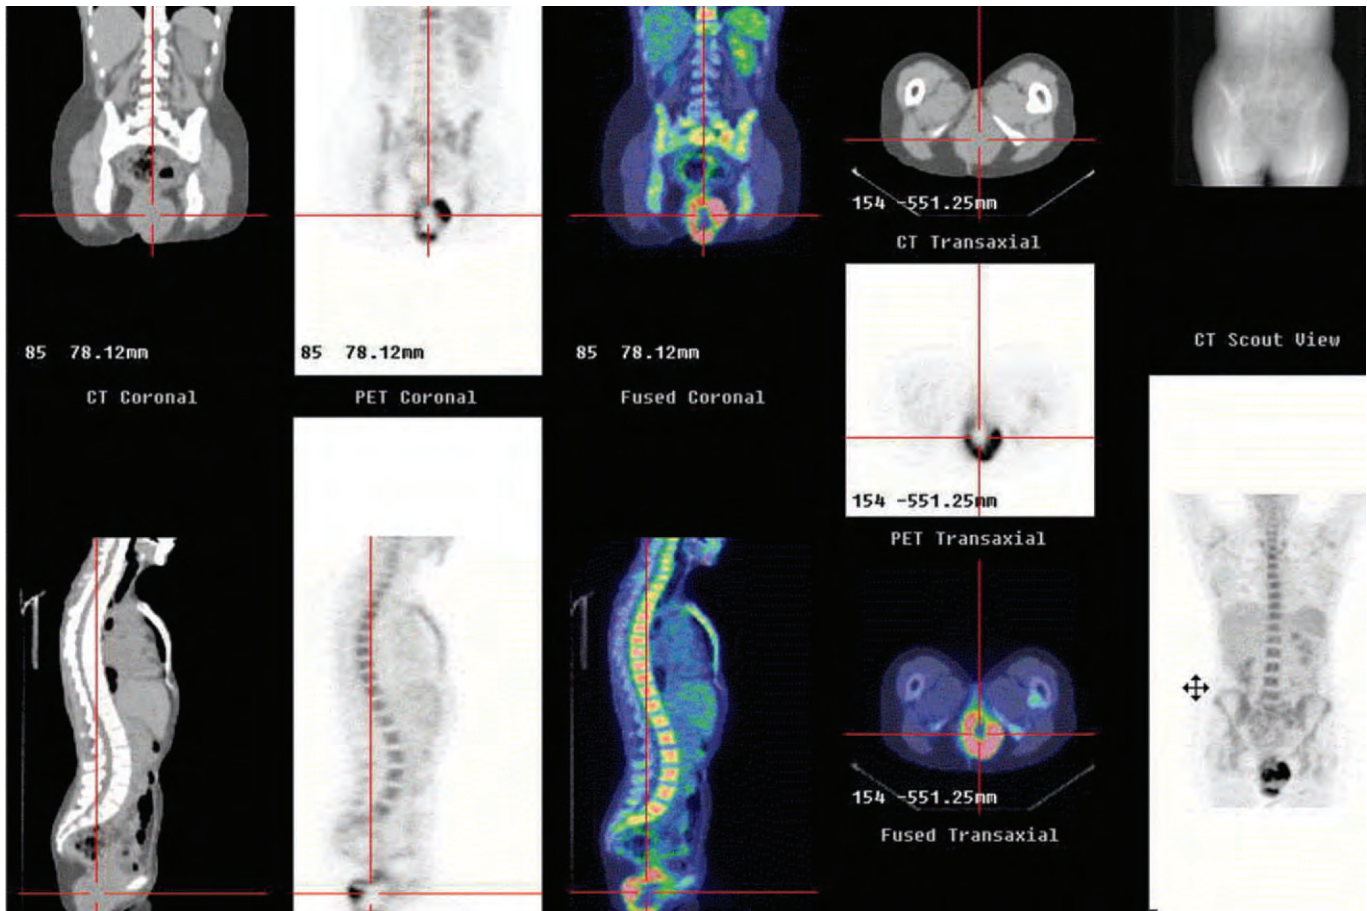 85 78.12mm
CT Coronal
85 78.12mm
PET Coronal
85 78.12mm
Fused Coronal
154 -551.25mm
CT Transaxial
154 -551.25mm
PET Transaxial
154 -551.25mm
Fused Transaxial
CT Scout View